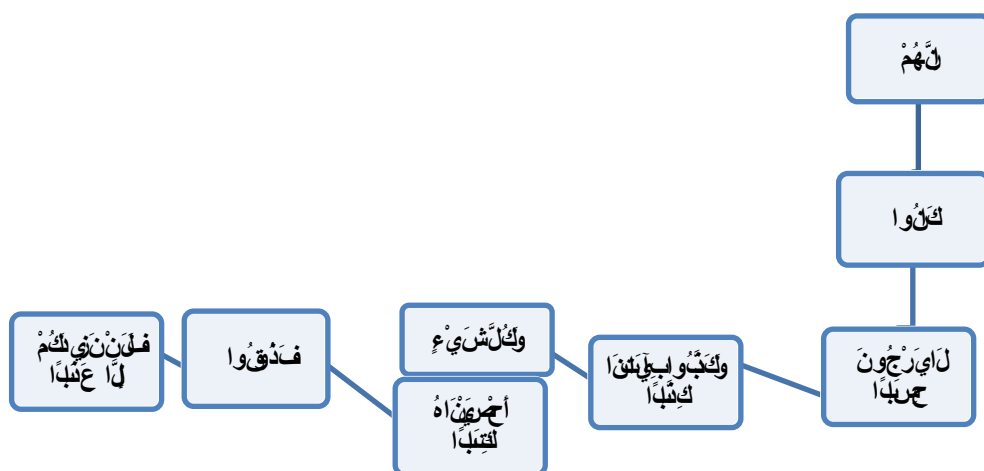 إِنَّهُمْ
كَانُوا
لَا يَرْجُونَ
حِسَابًا
وَكَذَّبُوا بِآيَاتِنَا
كِذَّابًا
وَكُلَّ شَيْءٍ
أَحْصَيْنَاهُ
كِتَابًا
فَذُوقُوا
فَلَنْ نَزِيدَكُمْ
إِلَّا عَذَابًا